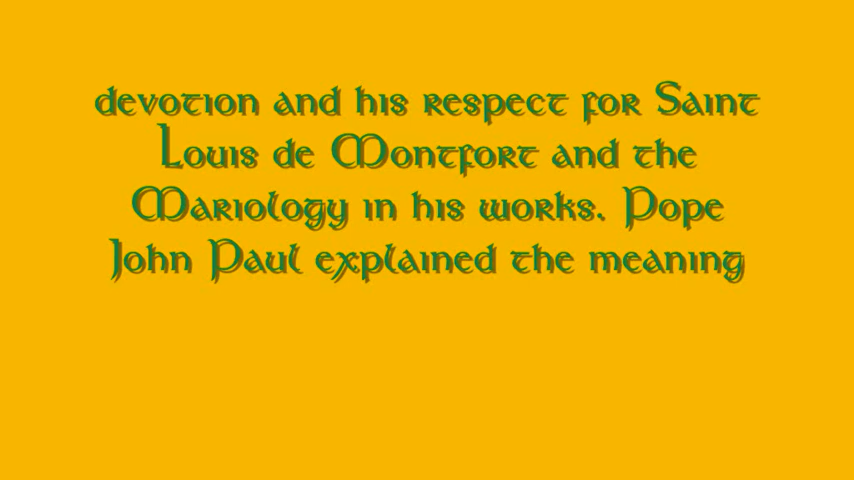 devotion and his respect for Saint
Louis de Montfort and the
Mariology in his works. Pope
John Paul explained the meaning